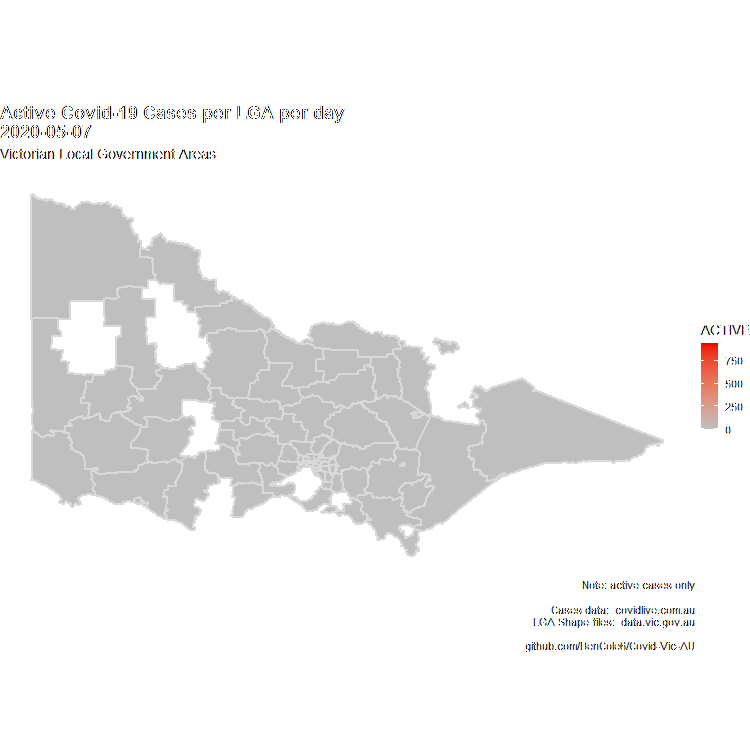 Active Covid-19 Cases per LGA per day
2020-05-07
Victorian Local Government Areas
ACTIVE
750
500
250
0
Note: active cases only
Cases data: covidlive.com.au
LGA Shape files: data.vic.gov.au
github.com/BenCole6/Covid-Vic-AU